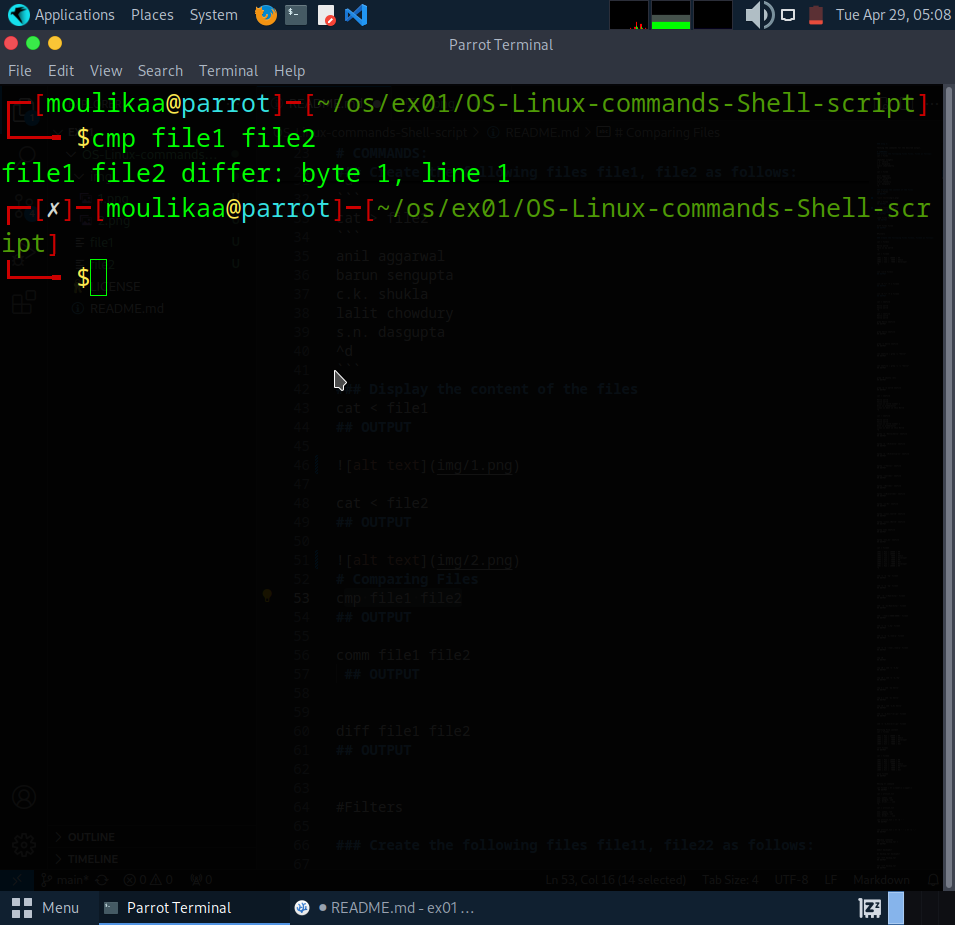 Applications Places System Tue Apr 29, 05:08
Parrot Terminal
File Edit View Search Terminal Help
┌─[moulikaa@parrot]─[~/os/ex01/OS-Linux-commands-Shell-script]
└──╼ $cmp file1 file2
file1 file2 differ: byte 1, line 1
┌─[✗]─[moulikaa@parrot]─[~/os/ex01/OS-Linux-commands-Shell-scr
ipt]
└──╼ $
-commands-Shell-script > README.md > # Comparing Files
# COMMANDS:
files file1, file2 as follows:
34
file1 U
35 anil aggarwal
U
36 barun sengupta
LICENSE
37 c.k. shukla
README.md
38 lalit chowdury
39 s.n. dasgupta
40 ^d
41 ```
42 ### Display the content of the files
43 cat < file1
44 ## OUTPUT
45
46 ![alt text](img/1.png)
47
48 cat < file2
49 ## OUTPUT
50
51 ![alt text](img/2.png)
52 # Comparing Files
53 cmp file1 file2
54 ## OUTPUT
55
56 comm file1 file2
57 ## OUTPUT
58
59
60 diff file1 file2
61 ## OUTPUT
62
63
64 #Filters
65
66 ### Create the following files file11, file22 as follows:
67
OUTLINE
TIMELINE
main* 0 0 0 Ln 53, Col 16 (14 selected) Tab Size: 4 UTF-8 LF Markdown
Menu Parrot Terminal ● README.md - ex01 ...